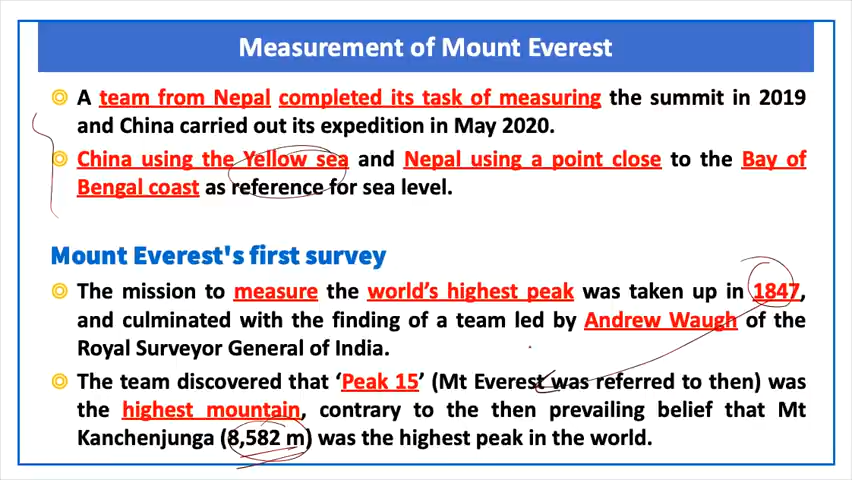 Measurement of Mount Everest
A team from Nepal completed its task of measuring the summit in 2019
and China carried out its expedition in May 2020.
China using the Yellow sea and Nepal using a point close to the Bay of
Bengal coast as reference for sea level.
Mount Everest's first survey
The mission to measure the world's highest peak was taken up in 1847,
and culminated with the finding of a team led by Andrew Waugh of the
Royal Surveyor General of India.
The team discovered that ‘Peak 15’ (Mt Everest was referred to then) was
the highest mountain, contrary to the then prevailing belief that Mt
Kanchenjunga (8,582 m) was the highest peak in the world.